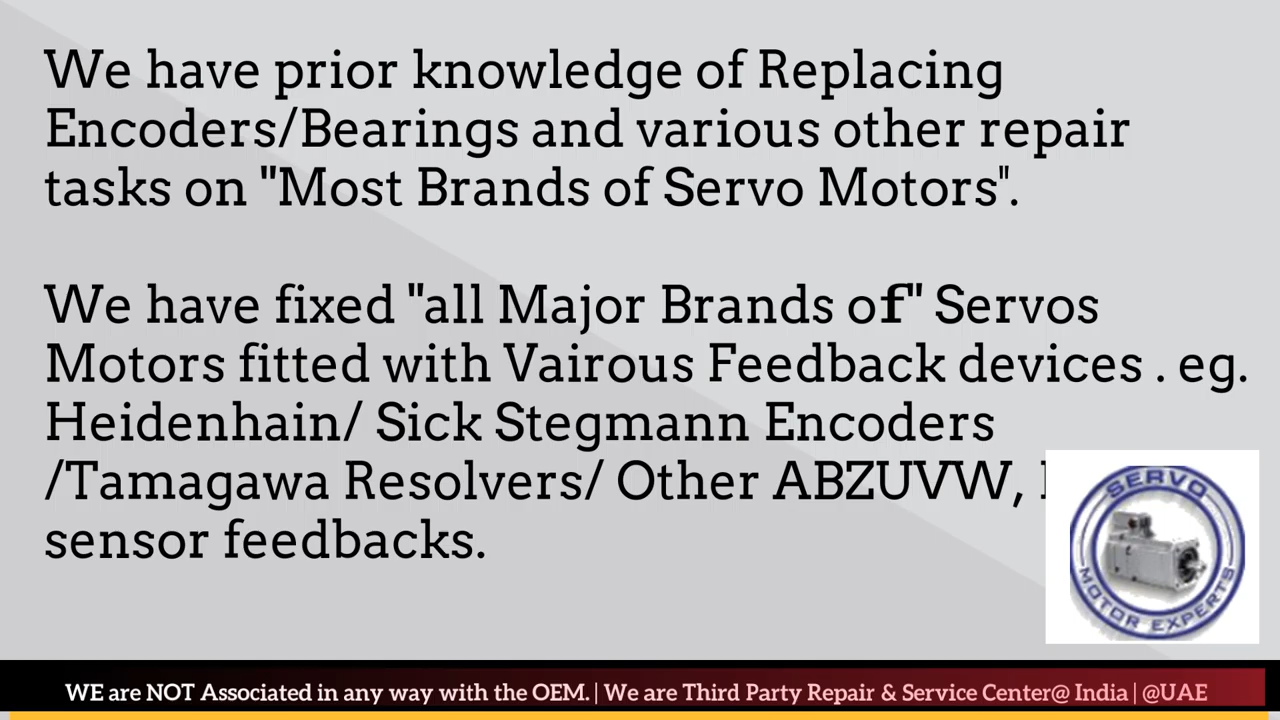 We have prior knowledge of Replacing
Encoders/Bearings and various other repair
tasks on "Most Brands of Servo Motors".
We have fixed "all Major Brands of" Servos
Motors fitted with Vairous Feedback devices . eg.
Heidenhain/ Sick Stegmann Encoders
/Tamagawa Resolvers/ Other ABZUVW,
sensor feedbacks.
SERVO
MOTOR EXPERTS
WE are NOT Associated in any way with the OEM. | We are Third Party Repair & Service Center@ India | @UAE